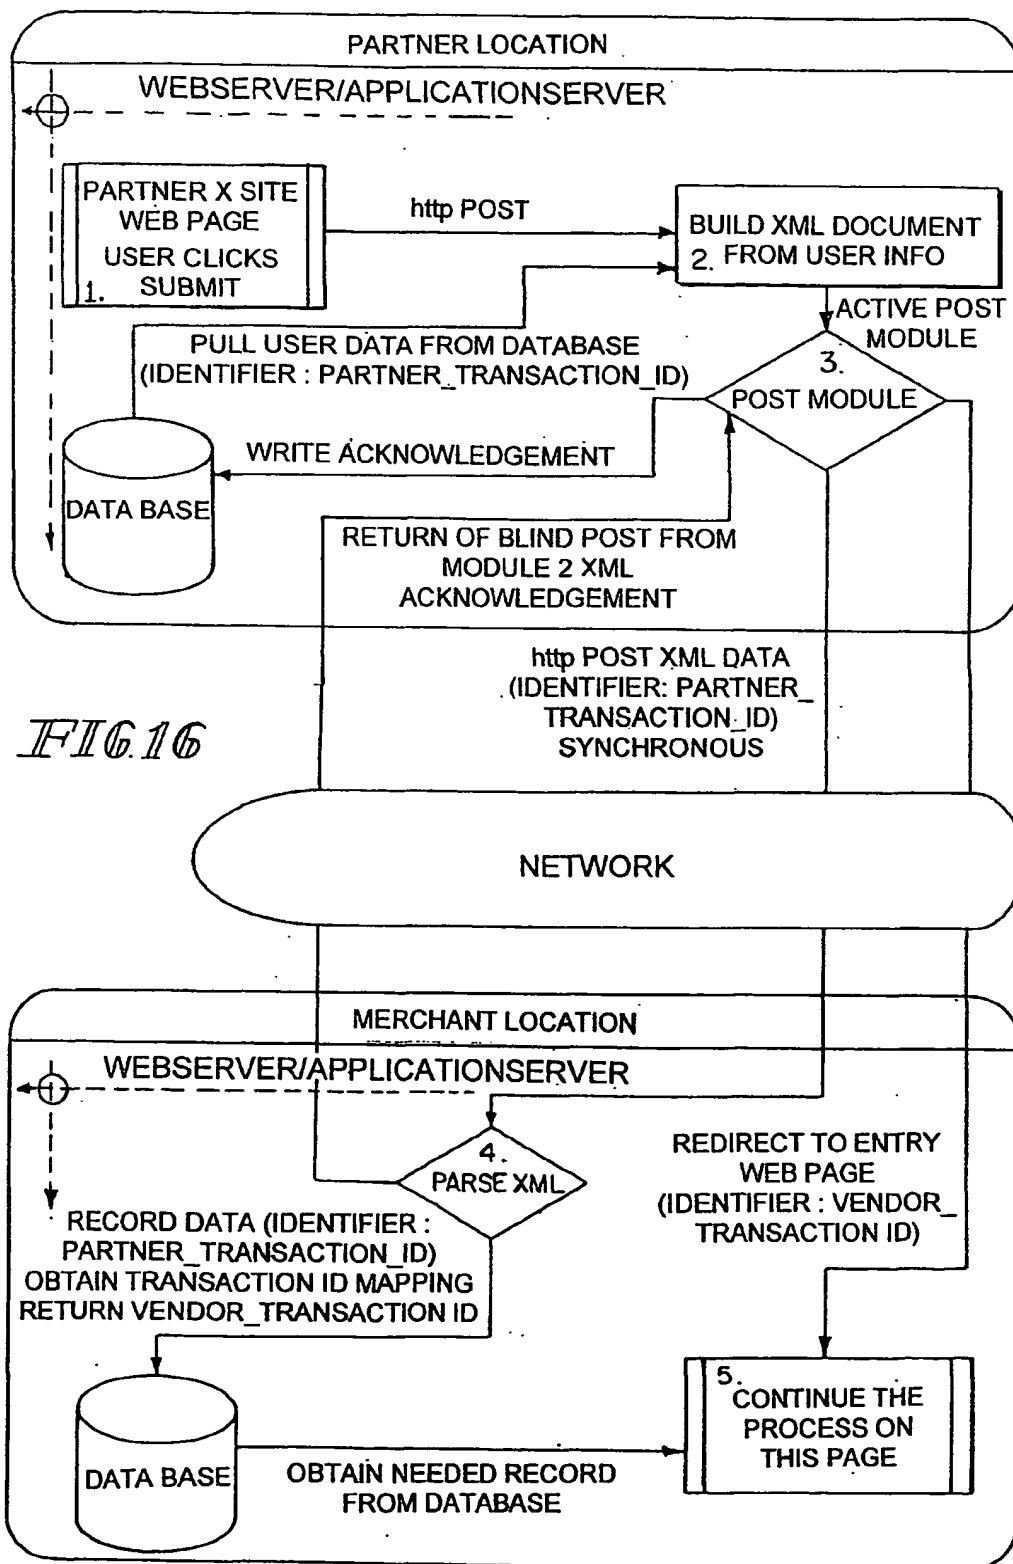 PARTNER LOCATION
WEBSERVER/APPLICATIONSERVER
PARTNER X SITE
WEB PAGE
USER CLICKS
1. SUBMIT
http POST
BUILD XML DOCUMENT
2. FROM USER INFO
ACTIVE POST
MODULE
PULL USER DATA FROM DATABASE
(IDENTIFIER : PARTNER_TRANSACTION_ID)
3.
POST MODULE
WRITE ACKNOWLEDGEMENT
DATA BASE
RETURN OF BLIND POST FROM
MODULE 2 XML
ACKNOWLEDGEMENT
http POST XML DATA
(IDENTIFIER: PARTNER_
TRANSACTION_ID)
SYNCHRONOUS
FIG.16
NETWORK
MERCHANT LOCATION
WEBSERVER/APPLICATIONSERVER
4.
PARSE XML
REDIRECT TO ENTRY
WEB PAGE
(IDENTIFIER : VENDOR_
TRANSACTION ID)
RECORD DATA (IDENTIFIER :
PARTNER_TRANSACTION_ID)
OBTAIN TRANSACTION ID MAPPING
RETURN VENDOR_TRANSACTION ID
5.
CONTINUE THE
PROCESS ON
THIS PAGE
DATA BASE
OBTAIN NEEDED RECORD
FROM DATABASE